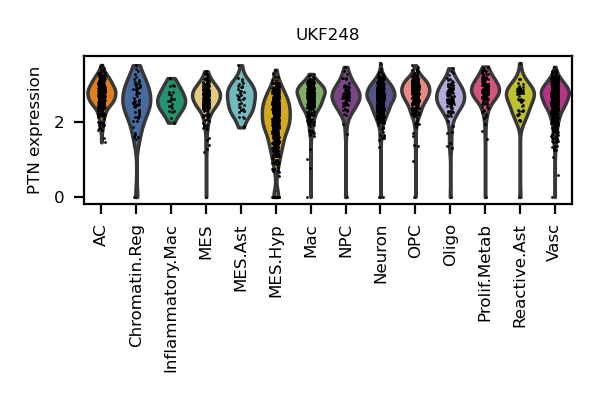 UKF248
PTN expression
2
0
AC
Chromatin.Reg
Inflammatory.Mac
MES
MES.Ast
MES.Hyp
Mac
NPC
Neuron
OPC
Oligo
Prolif.Metab
Reactive.Ast
Vasc